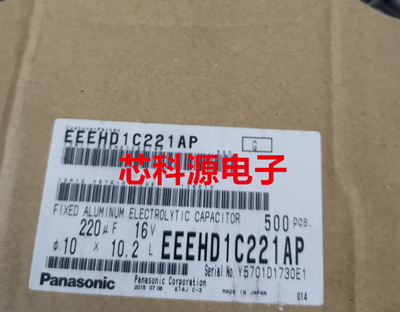 EEEHD1C221AP
G
芯科源电子
FIXED ALUMINUM ELECTROLYTIC CAPACITOR 500 pcs.
220μF 16V
φ10 X 10.2 L EEEHD1C221AP
Serial No. Y5701D1730E1
Panasonic Panasonic Corporation
MADE IN JAPAN 014